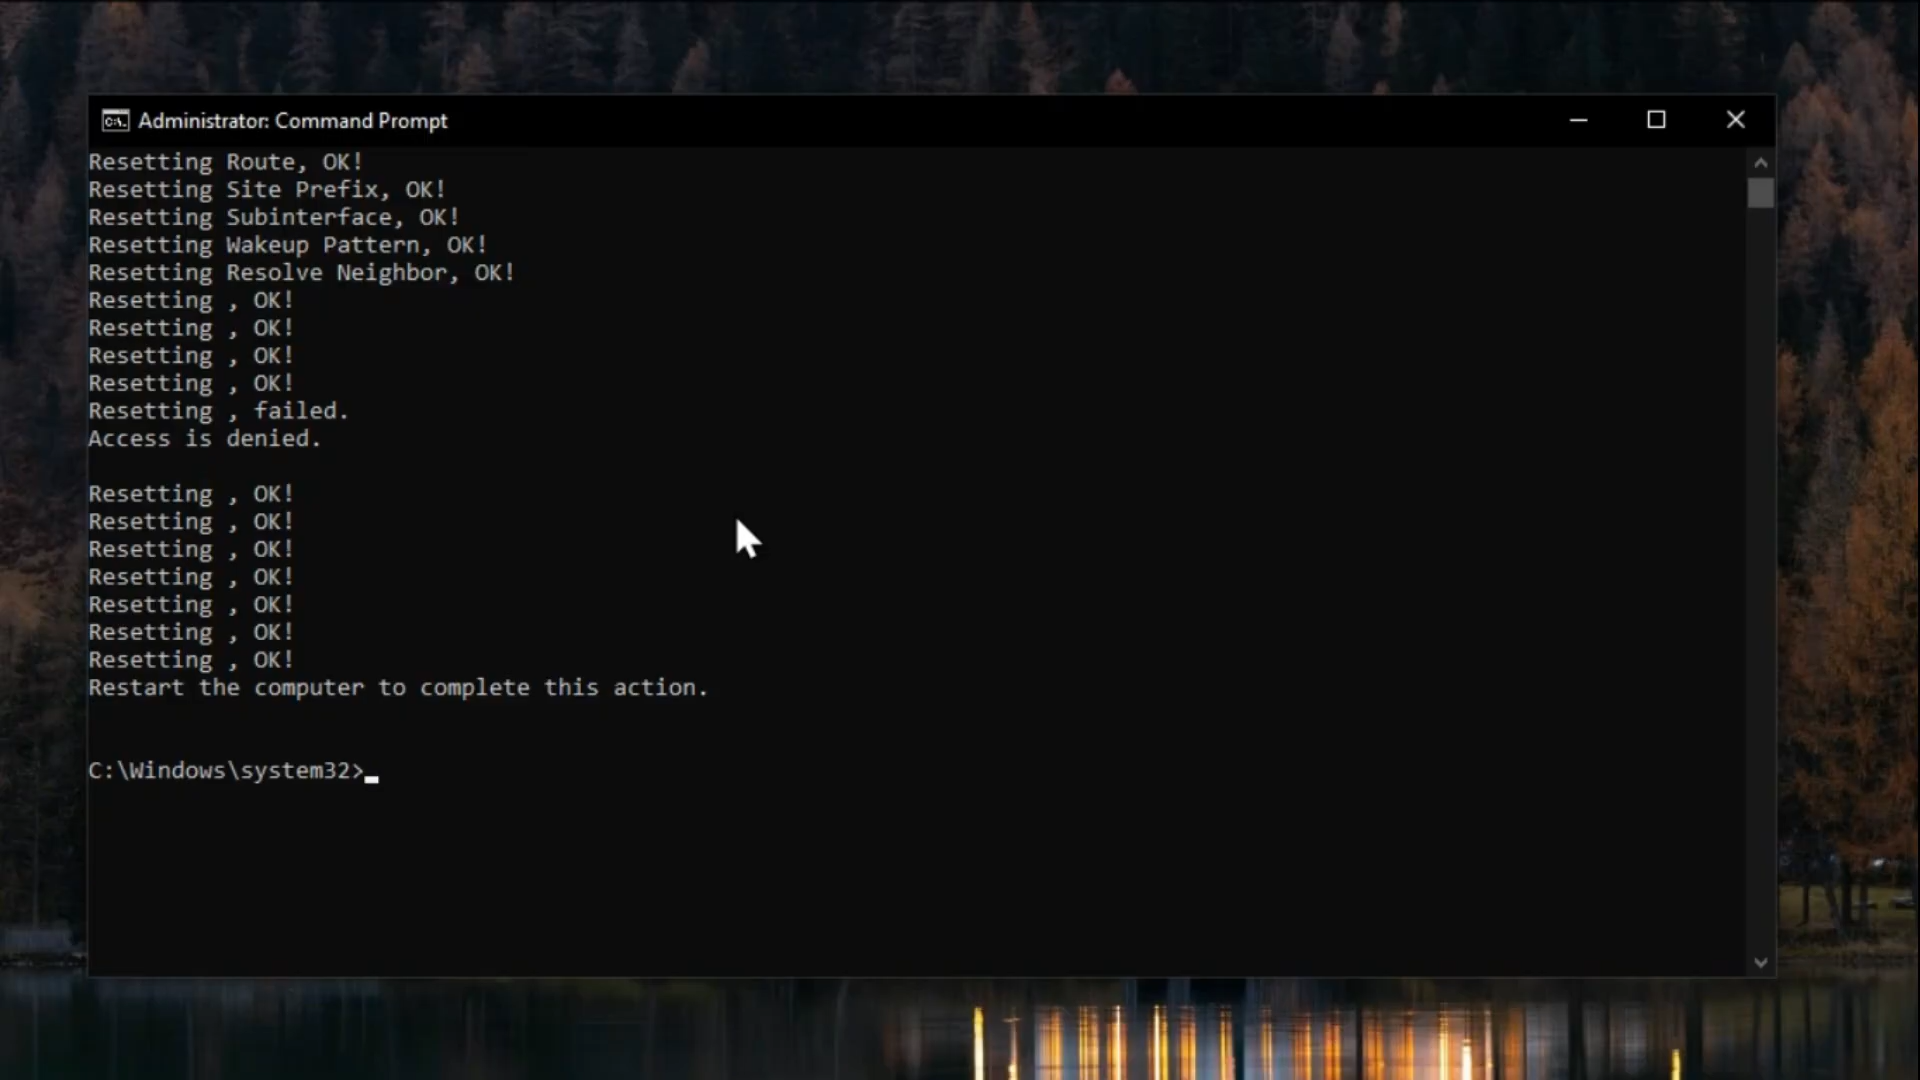 Administrator: Command Prompt
Resetting Route, OK!
Resetting Site Prefix, OK!
Resetting Subinterface, OK!
Resetting Wakeup Pattern, OK!
Resetting Resolve Neighbor, OK!
Resetting , OK!
Resetting , OK!
Resetting , OK!
Resetting , OK!
Resetting , failed.
Access is denied.
Resetting , OK!
Resetting , OK!
Resetting , OK!
Resetting , OK!
Resetting , OK!
Resetting , OK!
Resetting , OK!
Restart the computer to complete this action.
C:\Windows\system32>